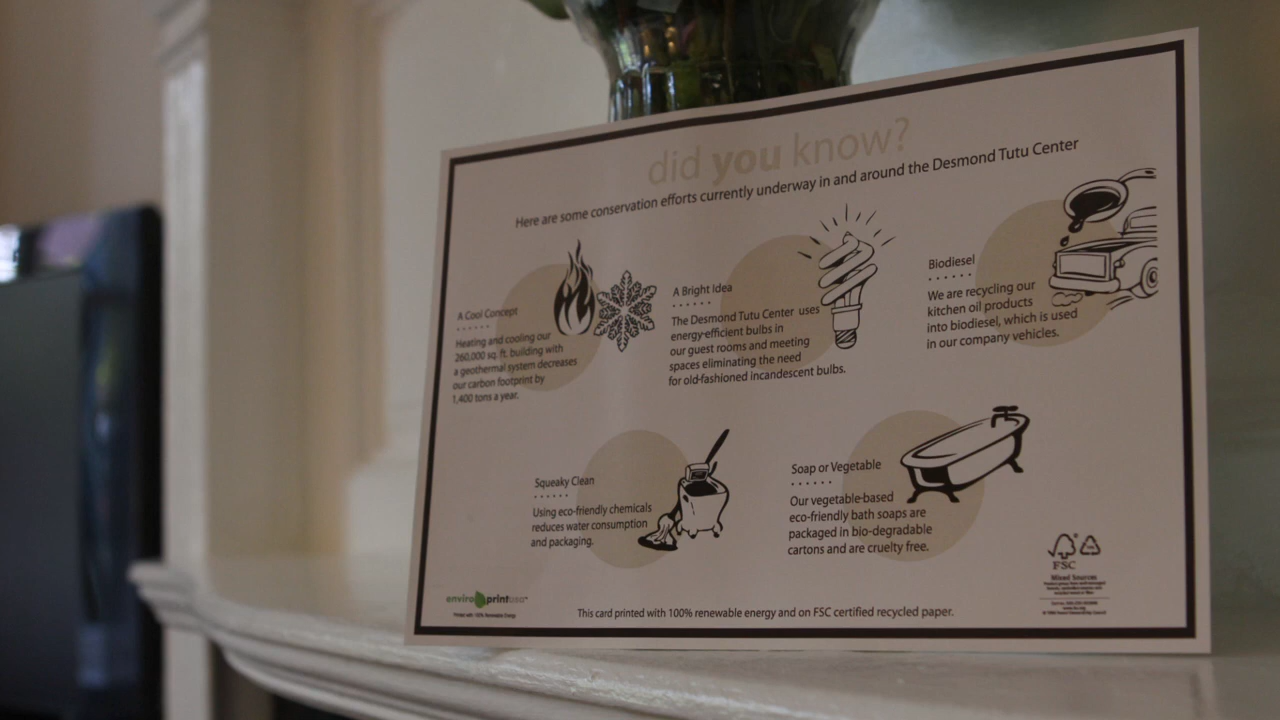 did you know?
Here are some conservation efforts currently underway in and around the Desmond Tutu Center
A Cool Concept
Heating and cooling our
260,000 sq. ft. building with
a geothermal system decreases
our carbon footprint by
1,400 tons a year.
A Bright Idea
The Desmond Tutu Center uses
energy-efficient bulbs in
our guest rooms and meeting
spaces eliminating the need
for old-fashioned incandescent bulbs.
Biodiesel
We are recycling our
kitchen oil products
into biodiesel, which is used
in our company vehicles.
Squeaky Clean
Using eco-friendly chemicals
reduces water consumption
and packaging.
Soap or Vegetable
Our vegetable-based
eco-friendly bath soaps are
packaged in bio-degradable
cartons and are cruelty free.
enviroprint
Printed with 100% Renewable Energy
This card printed with 100% renewable energy and on FSC certified recycled paper.
FSC
Mixed Sources